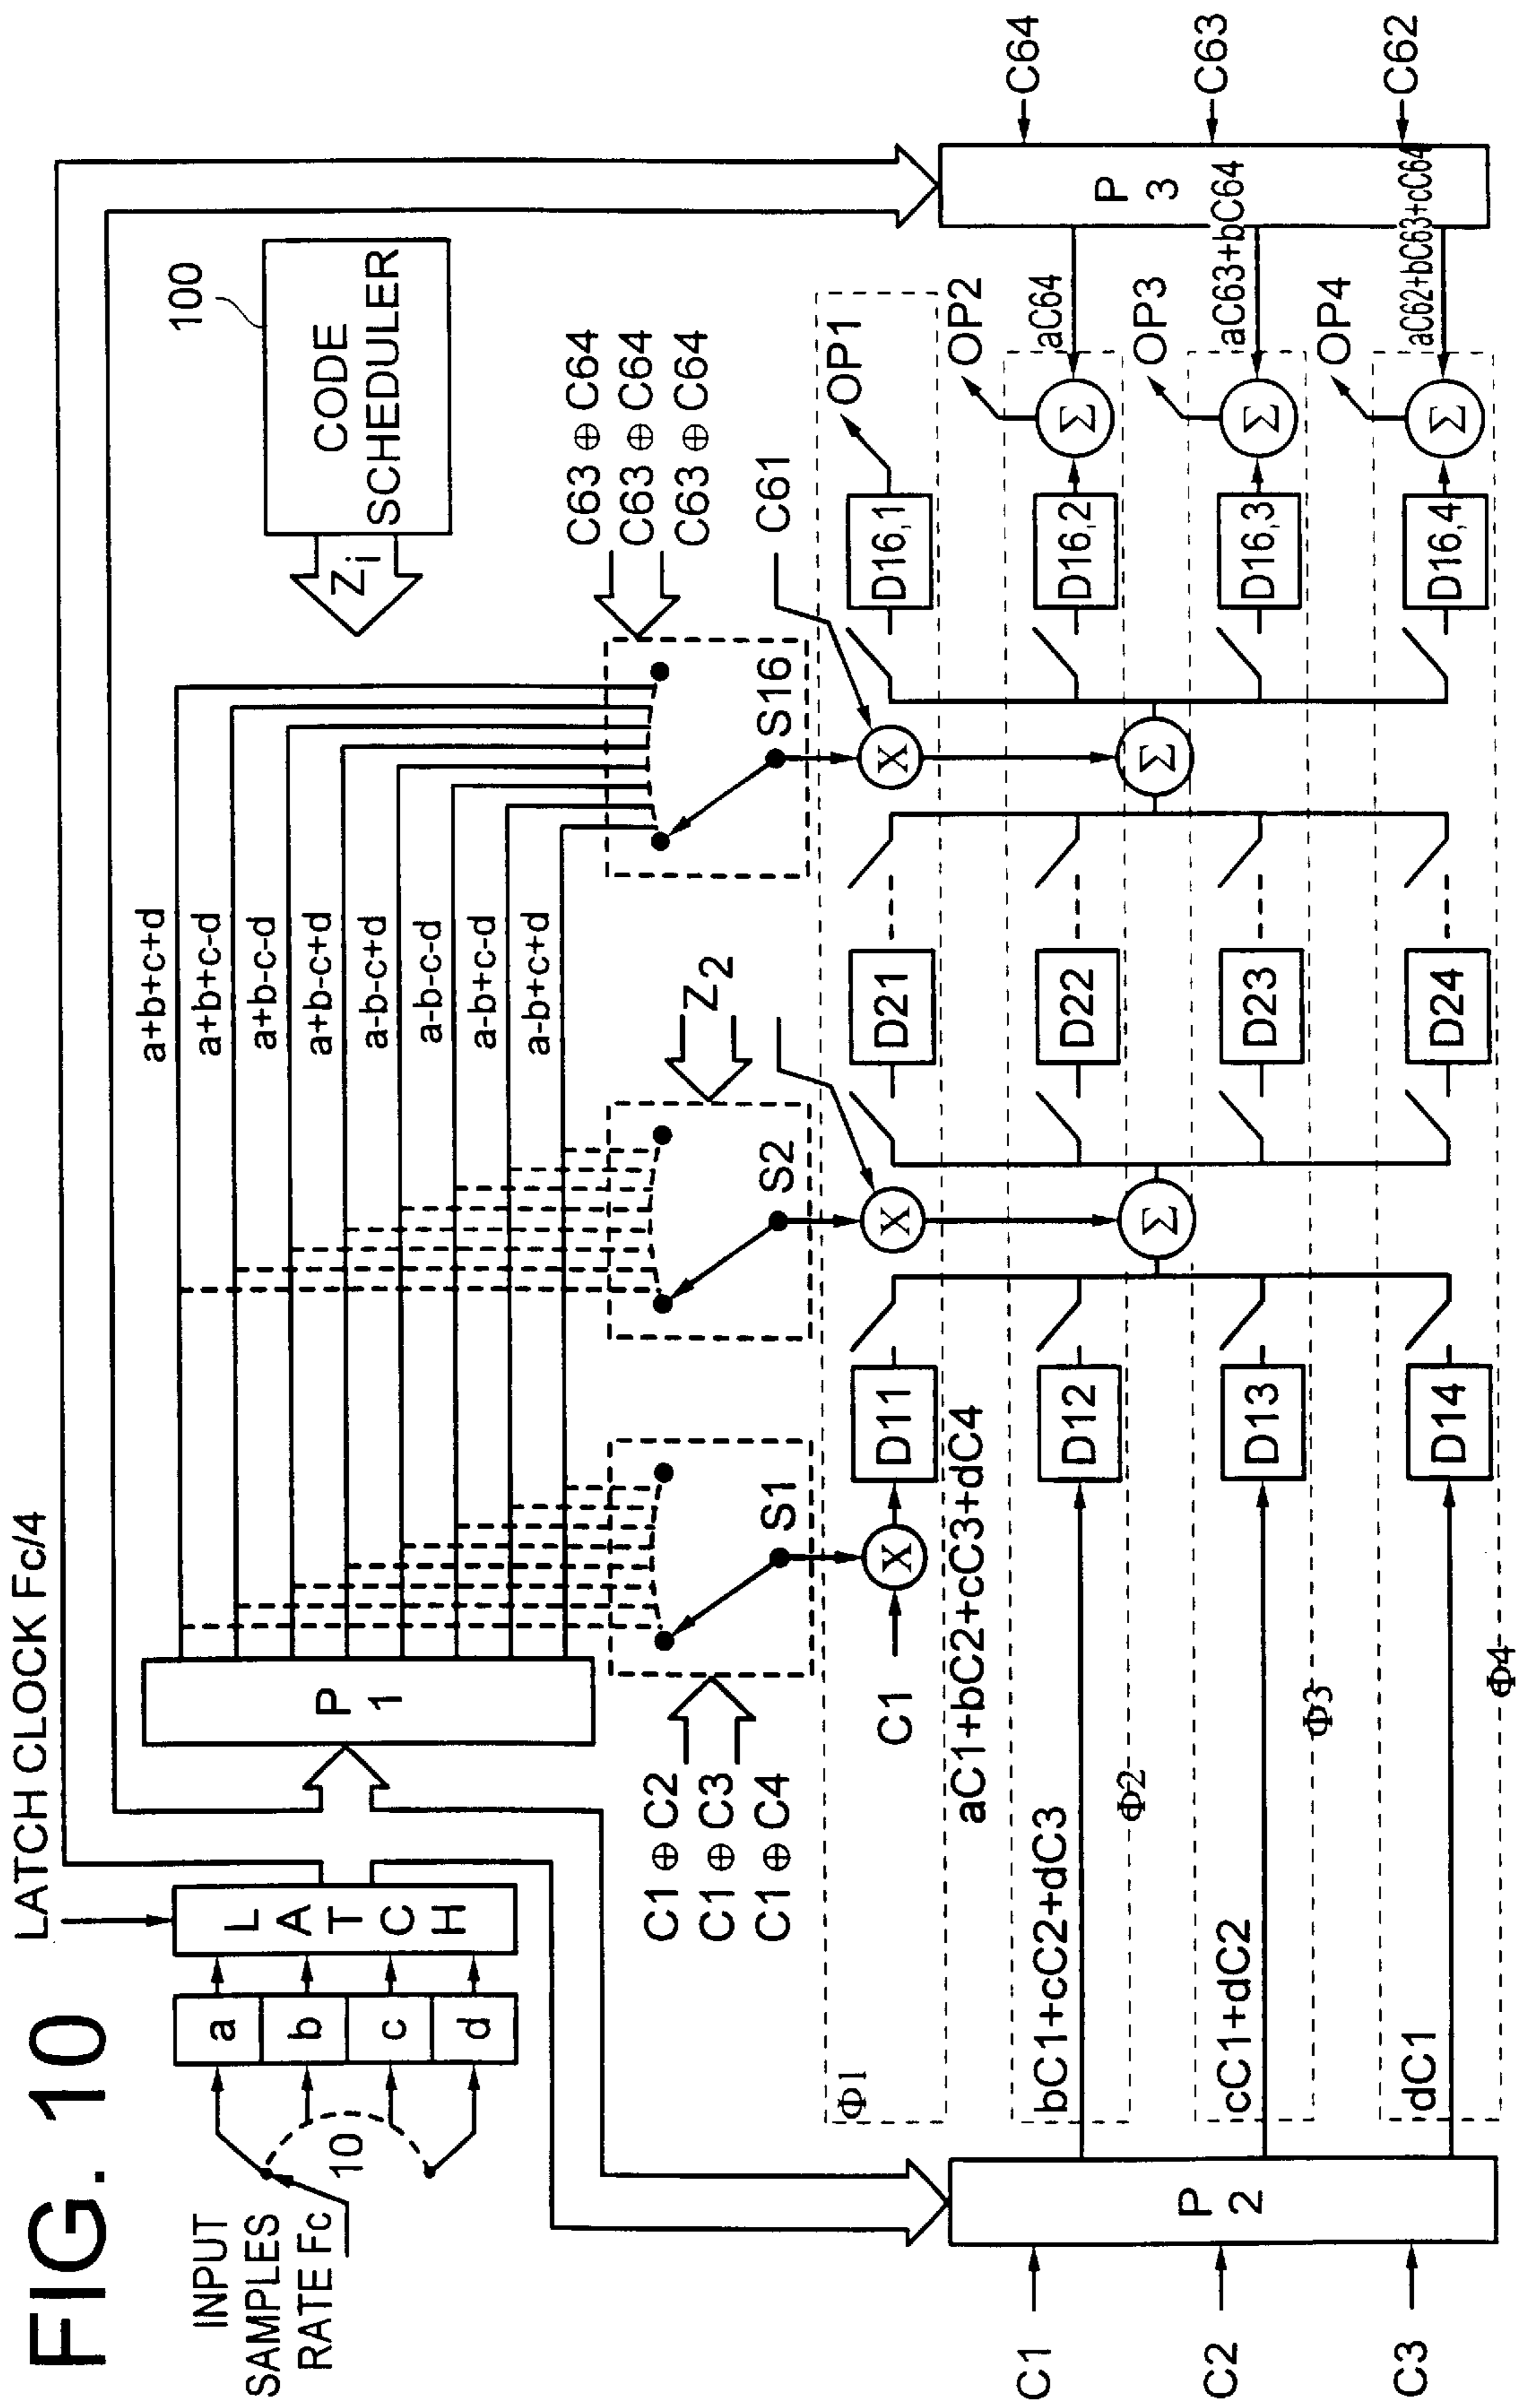 FIG. 10
LATCH CLOCK Fc/4
INPUT
SAMPLES
RATE Fc
10
a
b
c
d
LATCH
P1
a+b+c+d
a+b+c-d
a+b-c-d
a+b-c+d
a-b-c+d
a-b-c-d
a-b+c-d
a-b+c+d
100
CODE
SCHEDULER
Zi
C1⊕C2
C1⊕C3
C1⊕C4
S1
S2
Z2
S16
C63⊕C64
C63⊕C64
C63⊕C64
C61
Φ1
C1
X
D11
X
D21
X
D16,1
OP1
aC1+bC2+cC3+dC4
C1
C2
C3
P2
bC1+cC2+dC3
Φ2
D12
Σ
D22
Σ
D16,2
Σ
OP2
aC64
cC1+dC2
Φ3
D13
D23
D16,3
Σ
OP3
aC63+bC64
dC1
Φ4
D14
D24
D16,4
Σ
OP4
aC62+bC63+cC64
P3
C64
C63
C62